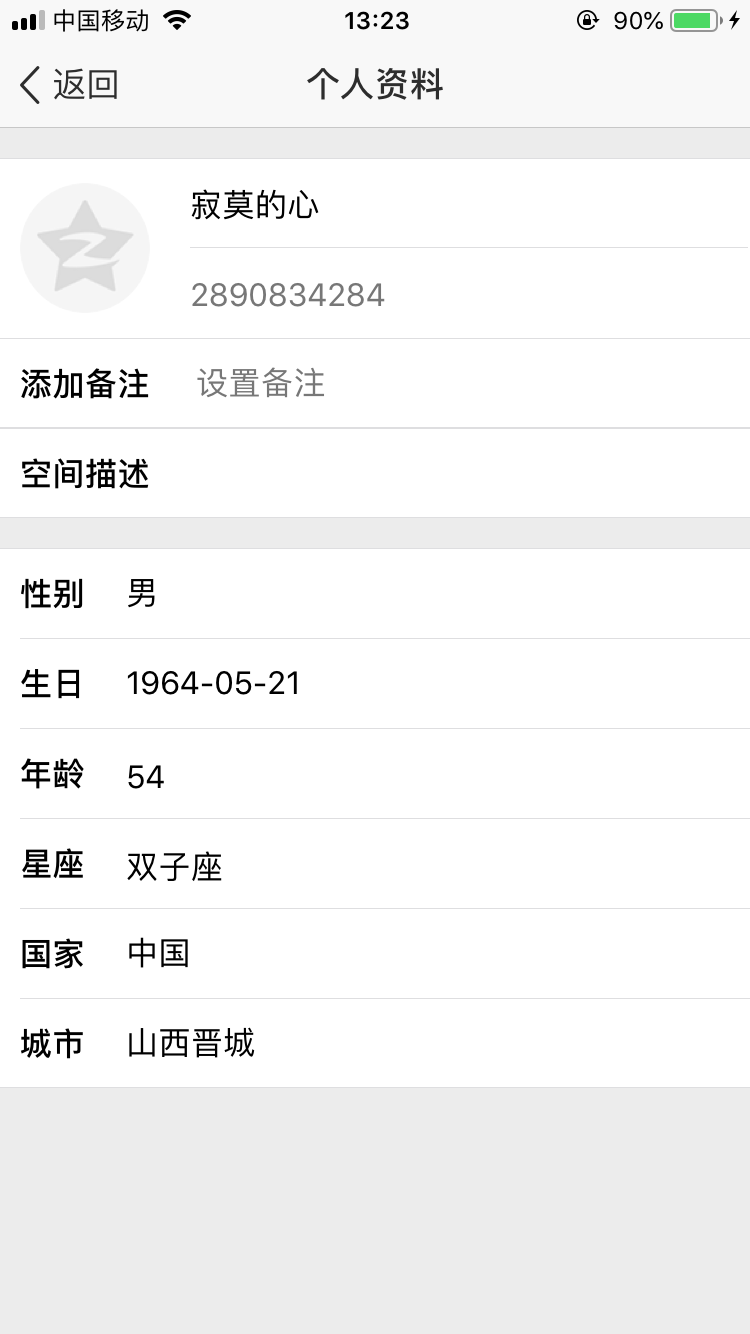 中国移动 13:23 90%
返回 个人资料
寂莫的心
2890834284
添加备注 设置备注
空间描述
性别 男
生日 1964-05-21
年龄 54
星座 双子座
国家 中国
城市 山西晋城